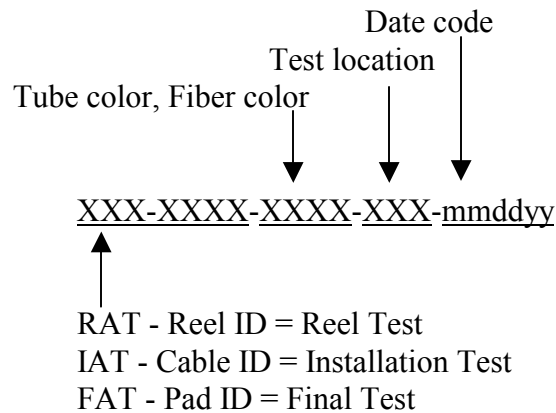 Date code
Test location
Tube color, Fiber color
XXX-XXXX-XXXX-XXX-mmddyy
RAT - Reel ID = Reel Test
IAT - Cable ID = Installation Test
FAT - Pad ID = Final Test